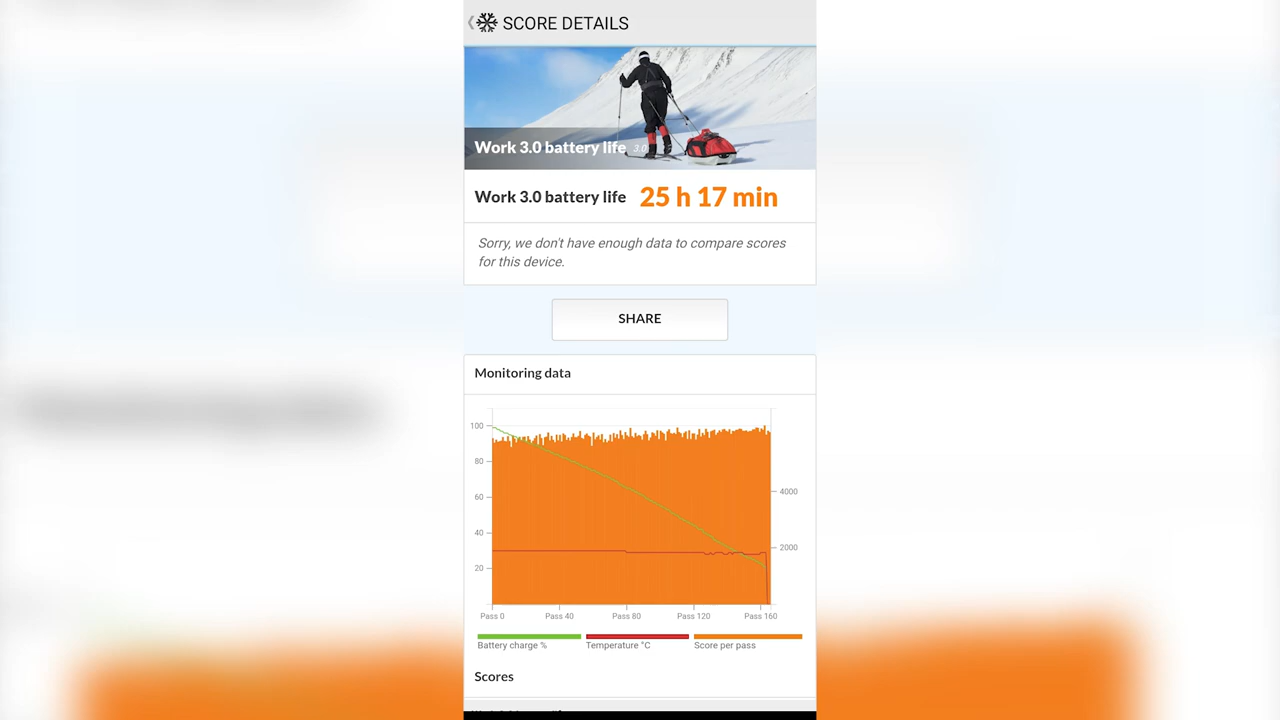 SCORE DETAILS
Work 3.0 battery life 3.0
Work 3.0 battery life 25 h 17 min
Sorry, we don't have enough data to compare scores
for this device.
SHARE
Monitoring data
100
80
60
40
20
4000
2000
Pass 0 Pass 40 Pass 80 Pass 120 Pass 160
Battery charge % Temperature °C Score per pass
Scores